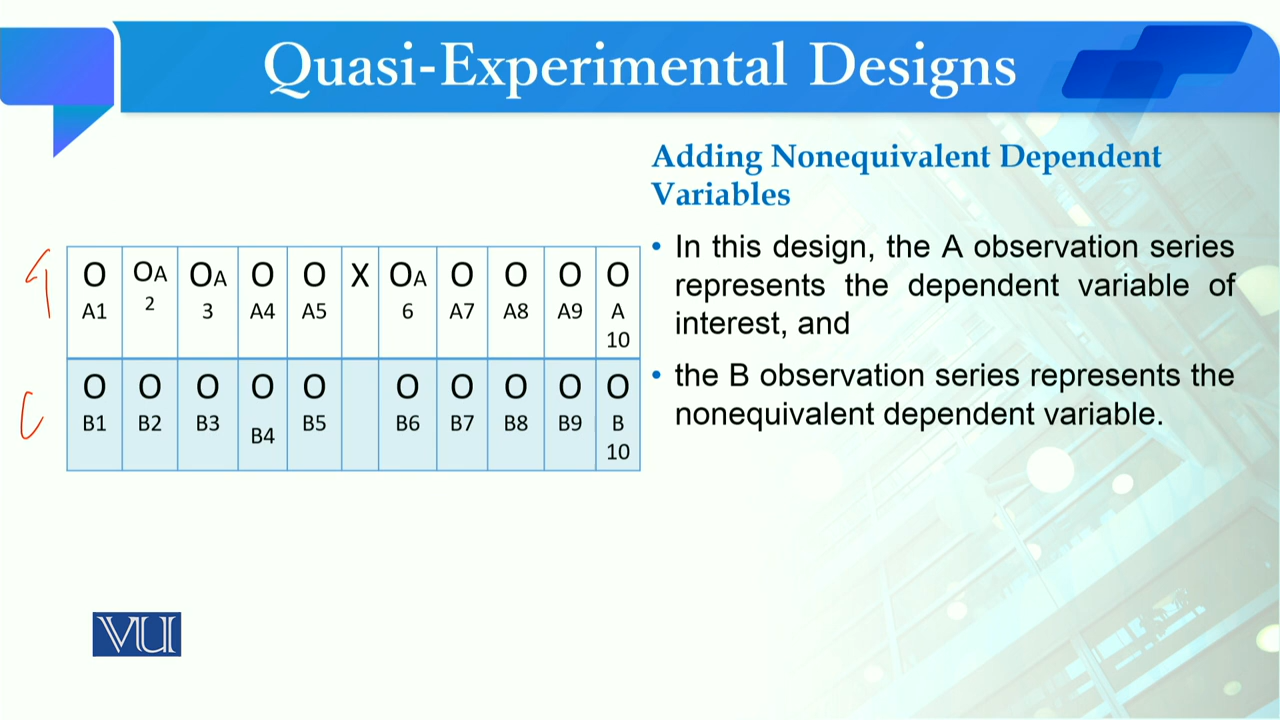 Quasi-Experimental Designs
Adding Nonequivalent Dependent
Variables
• In this design, the A observation series
represents the dependent variable of
interest, and
• the B observation series represents the
nonequivalent dependent variable.
O OA OA O O X OA O O O O
A1 2 3 A4 A5 6 A7 A8 A9 A
10
O O O O O O O O O O
B1 B2 B3 B4 B5 B6 B7 B8 B9 B
10
C
VU